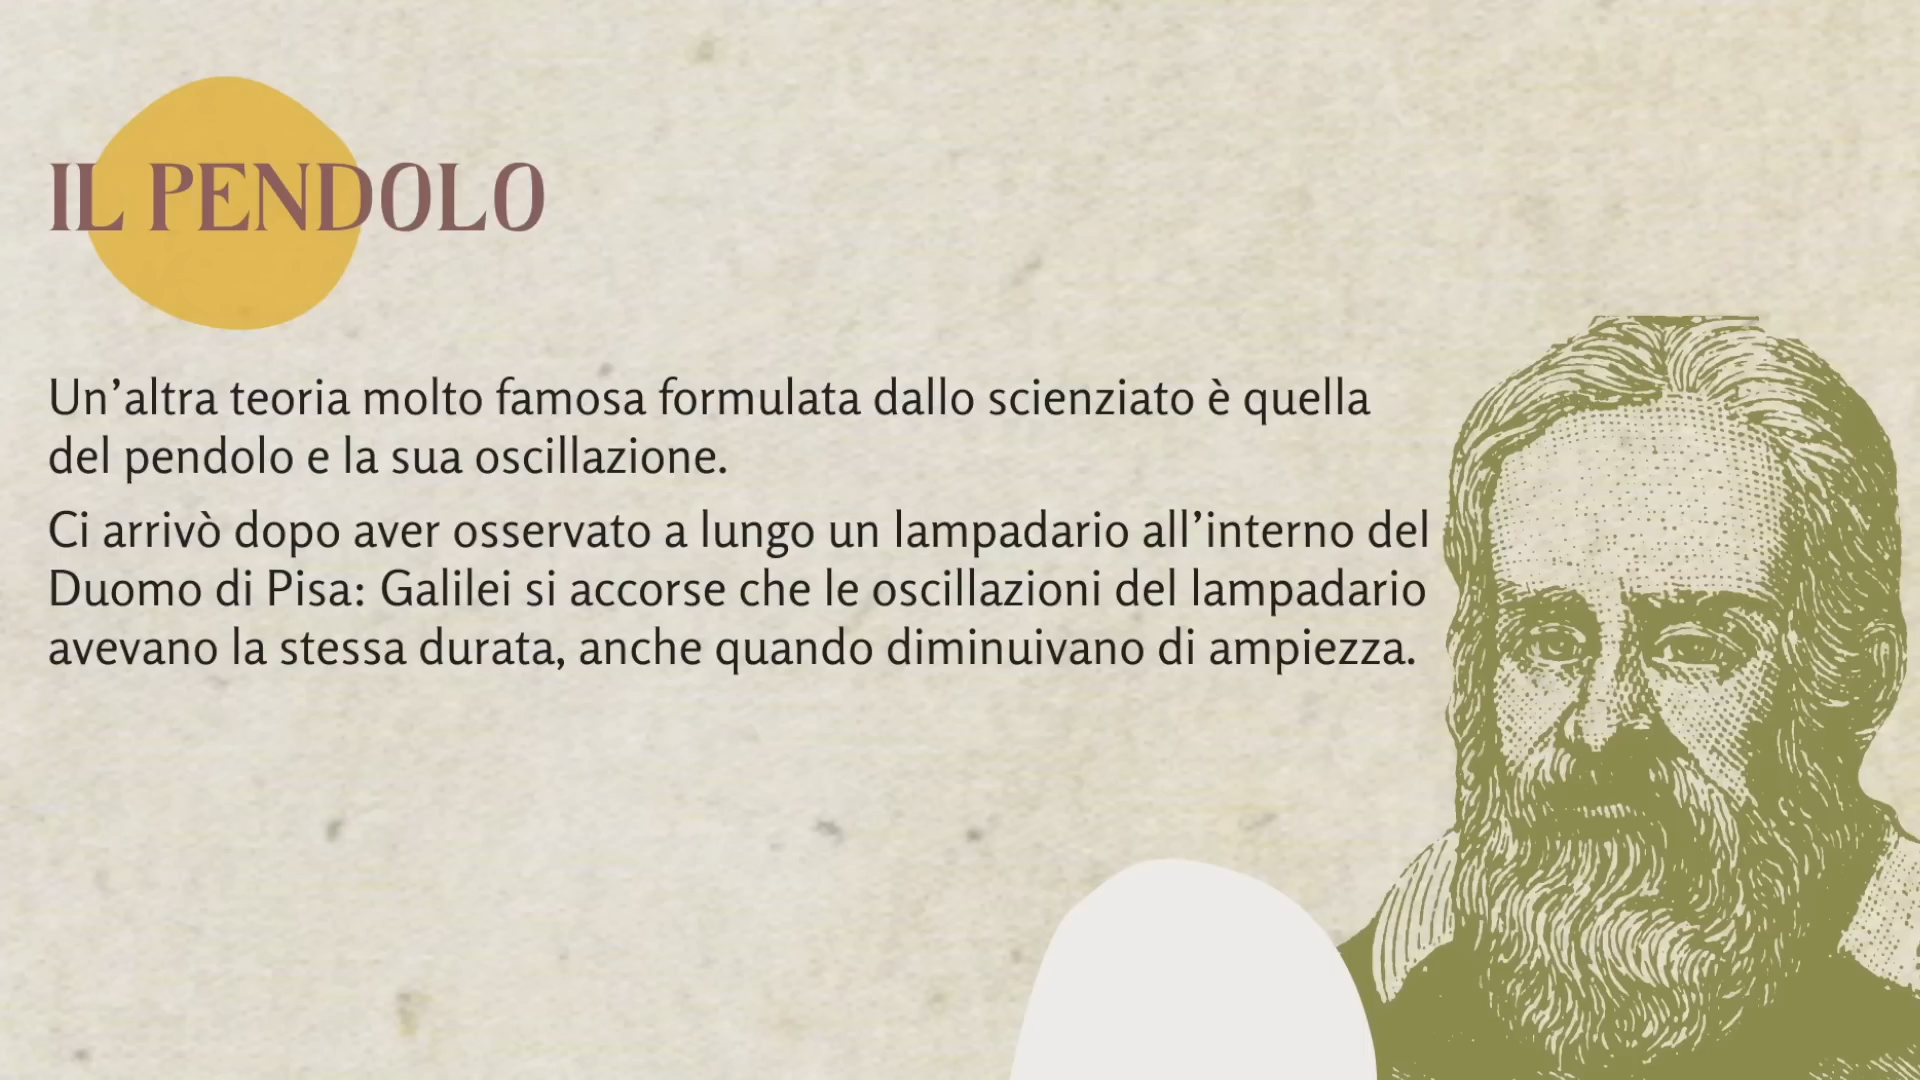 IL PENDOLO
Un’altra teoria molto famosa formulata dallo scienziato è quella
del pendolo e la sua oscillazione.
Ci arrivò dopo aver osservato a lungo un lampadario all’interno del
Duomo di Pisa: Galilei si accorse che le oscillazioni del lampadario
avevano la stessa durata, anche quando diminuivano di ampiezza.